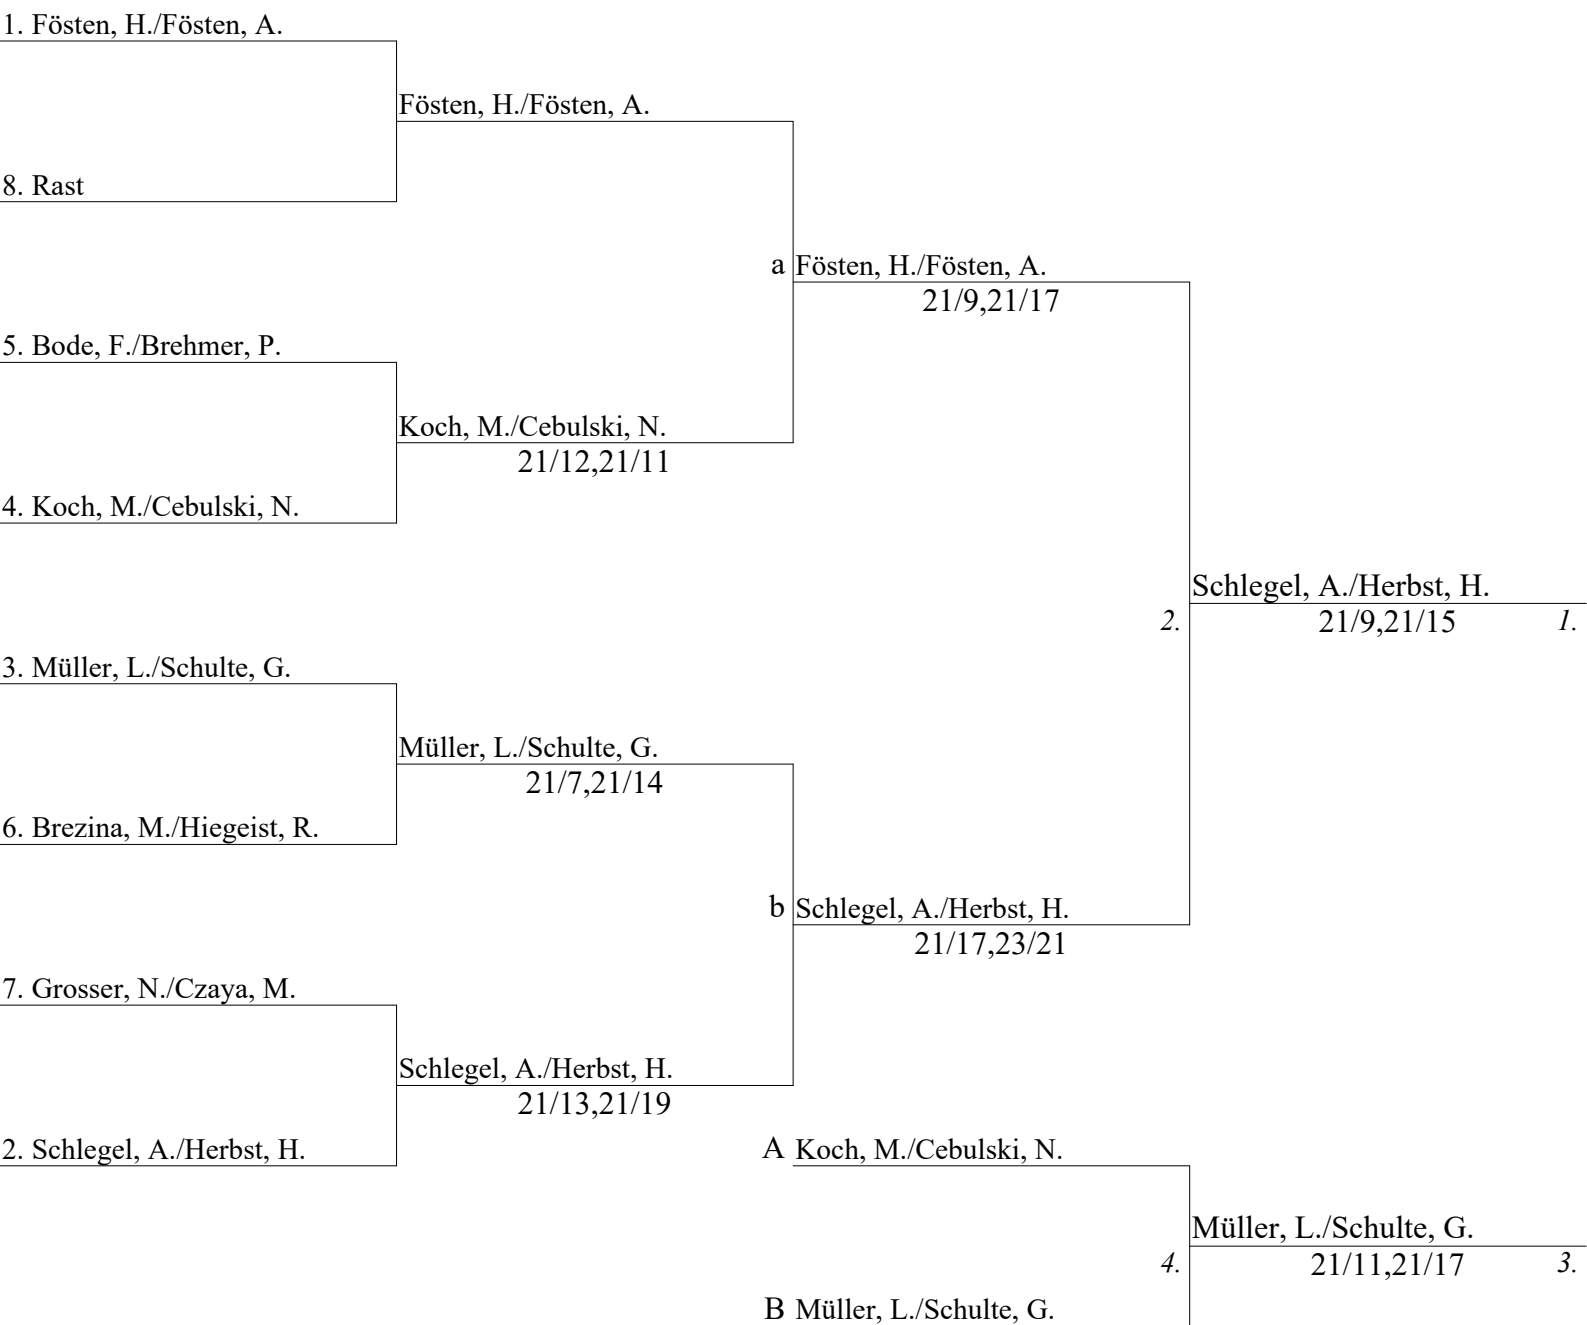 1. Fösten, H./Fösten, A.
Fösten, H./Fösten, A.
8. Rast
a Fösten, H./Fösten, A.
21/9,21/17
5. Bode, F./Brehmer, P.
Koch, M./Cebulski, N.
21/12,21/11
4. Koch, M./Cebulski, N.
Schlegel, A./Herbst, H.
2. 21/9,21/15 1.
3. Müller, L./Schulte, G.
Müller, L./Schulte, G.
21/7,21/14
6. Brezina, M./Hiegeist, R.
b Schlegel, A./Herbst, H.
21/17,23/21
7. Grosser, N./Czaya, M.
Schlegel, A./Herbst, H.
21/13,21/19
2. Schlegel, A./Herbst, H.
A Koch, M./Cebulski, N.
Müller, L./Schulte, G.
4. 21/11,21/17 3.
B Müller, L./Schulte, G.